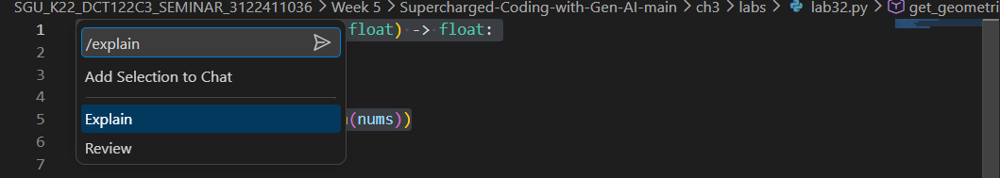 SGU_K22_DCT122C3_SEMINAR_3122411036 > Week 5 > Supercharged-Coding-with-Gen-AI-main > ch3 > labs > lab32.py > get_geometri
1 float) -> float:
/explain
2
Add Selection to Chat
3
4
Explain
5 (nums))
Review
6
7